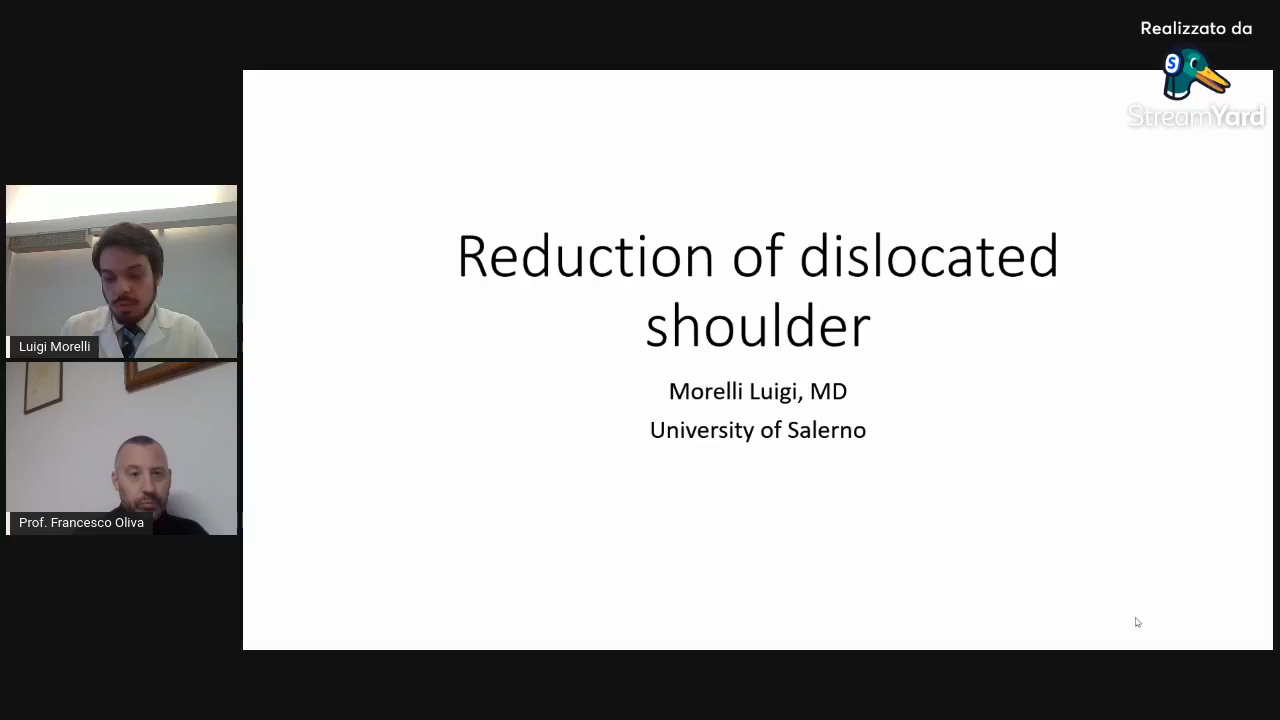 Realizzato da
S
StreamYard
Reduction of dislocated
shoulder
Morelli Luigi, MD
University of Salerno
Luigi Morelli
Prof. Francesco Oliva